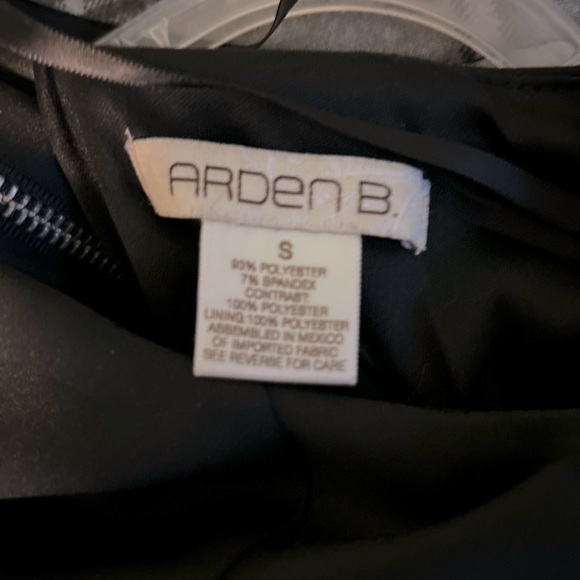 ARDen B.
S
93% POLYESTER
7% SPANDEX
CONTRAST:
100% POLYESTER
LINING:100% POLYESTER
ASSEMBLED IN MEXICO
OF IMPORTED FABRIC
SEE REVERSE FOR CARE